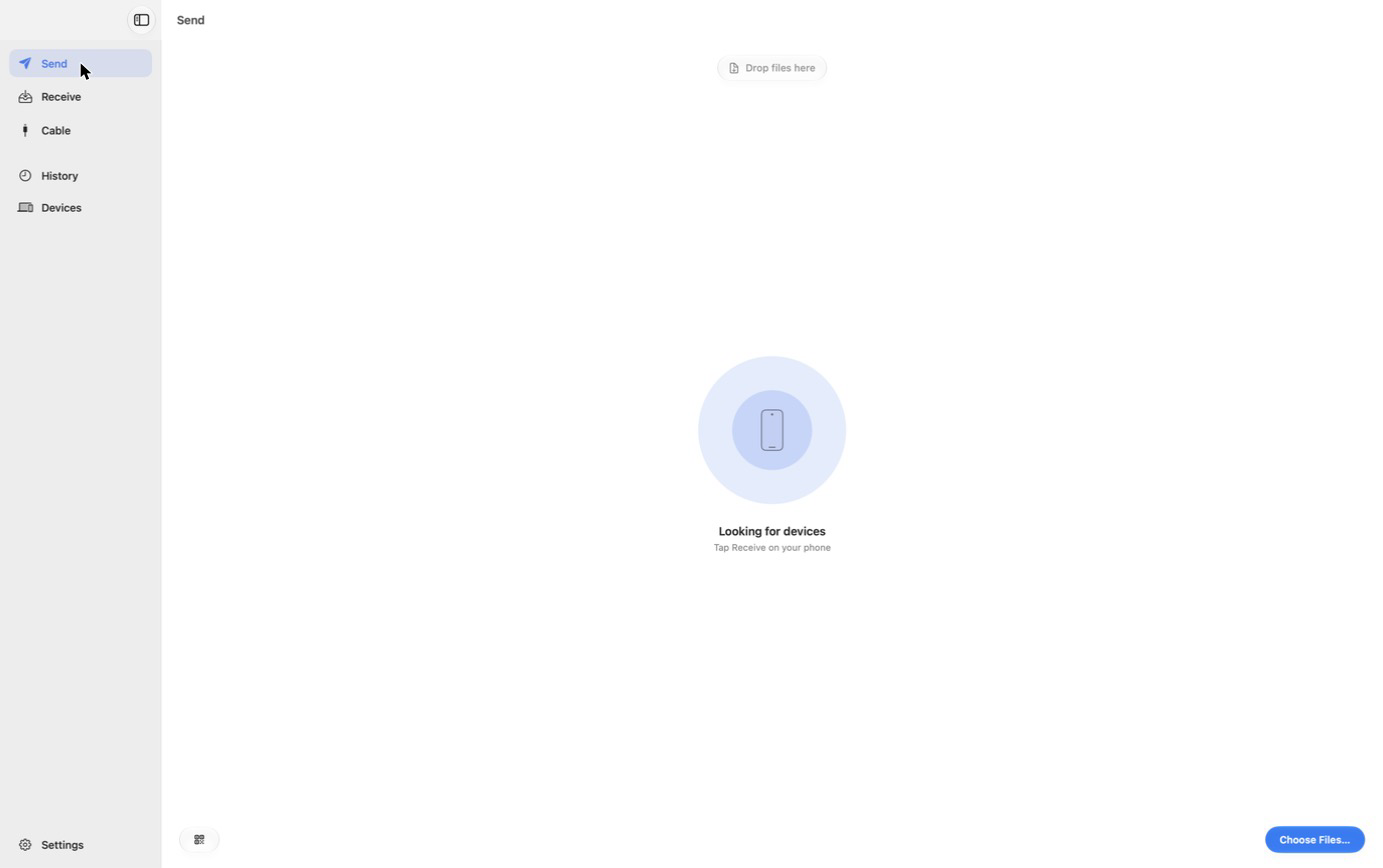 Send
Send
Drop files here
Receive
Cable
History
Devices
Looking for devices
Tap Receive on your phone
Settings
Choose Files...